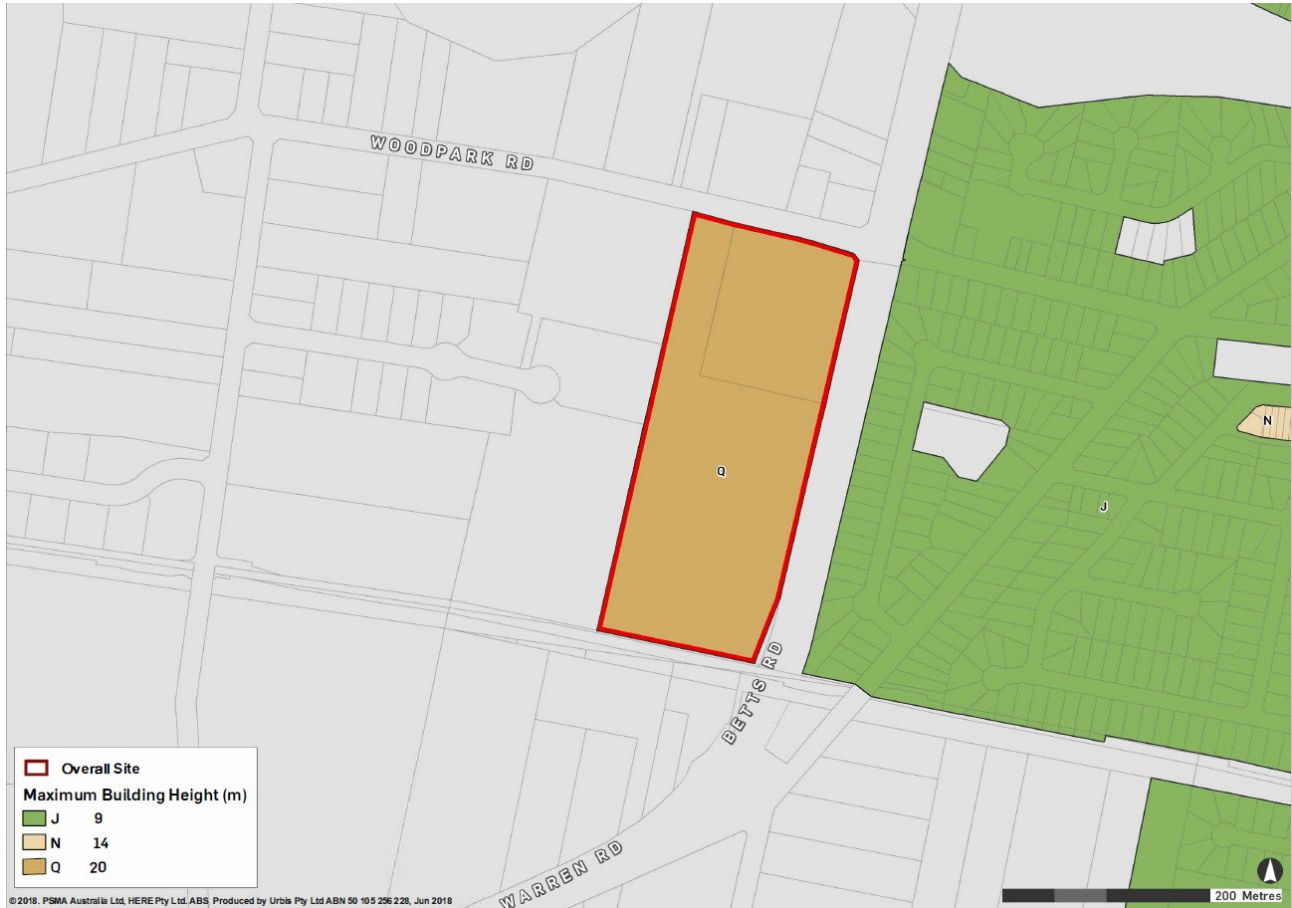 WOODPARK RD
N
Q
J
BETTS RD
WARREN RD
Overall Site
Maximum Building Height (m)
J 9
N 14
Q 20
200 Metres
©2018. PSMA Australia Ltd, HERE Pty Ltd. ABS. Produced by Urbis Pty Ltd ABN 50 105 256 228, Jun 2018